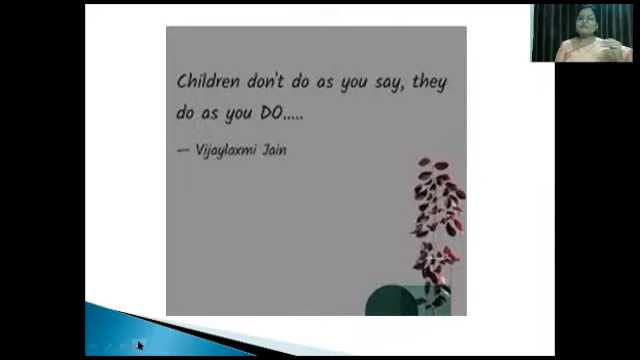 Children don't do as you say, they
do as you DO.....
— Vijaylaxmi Jain